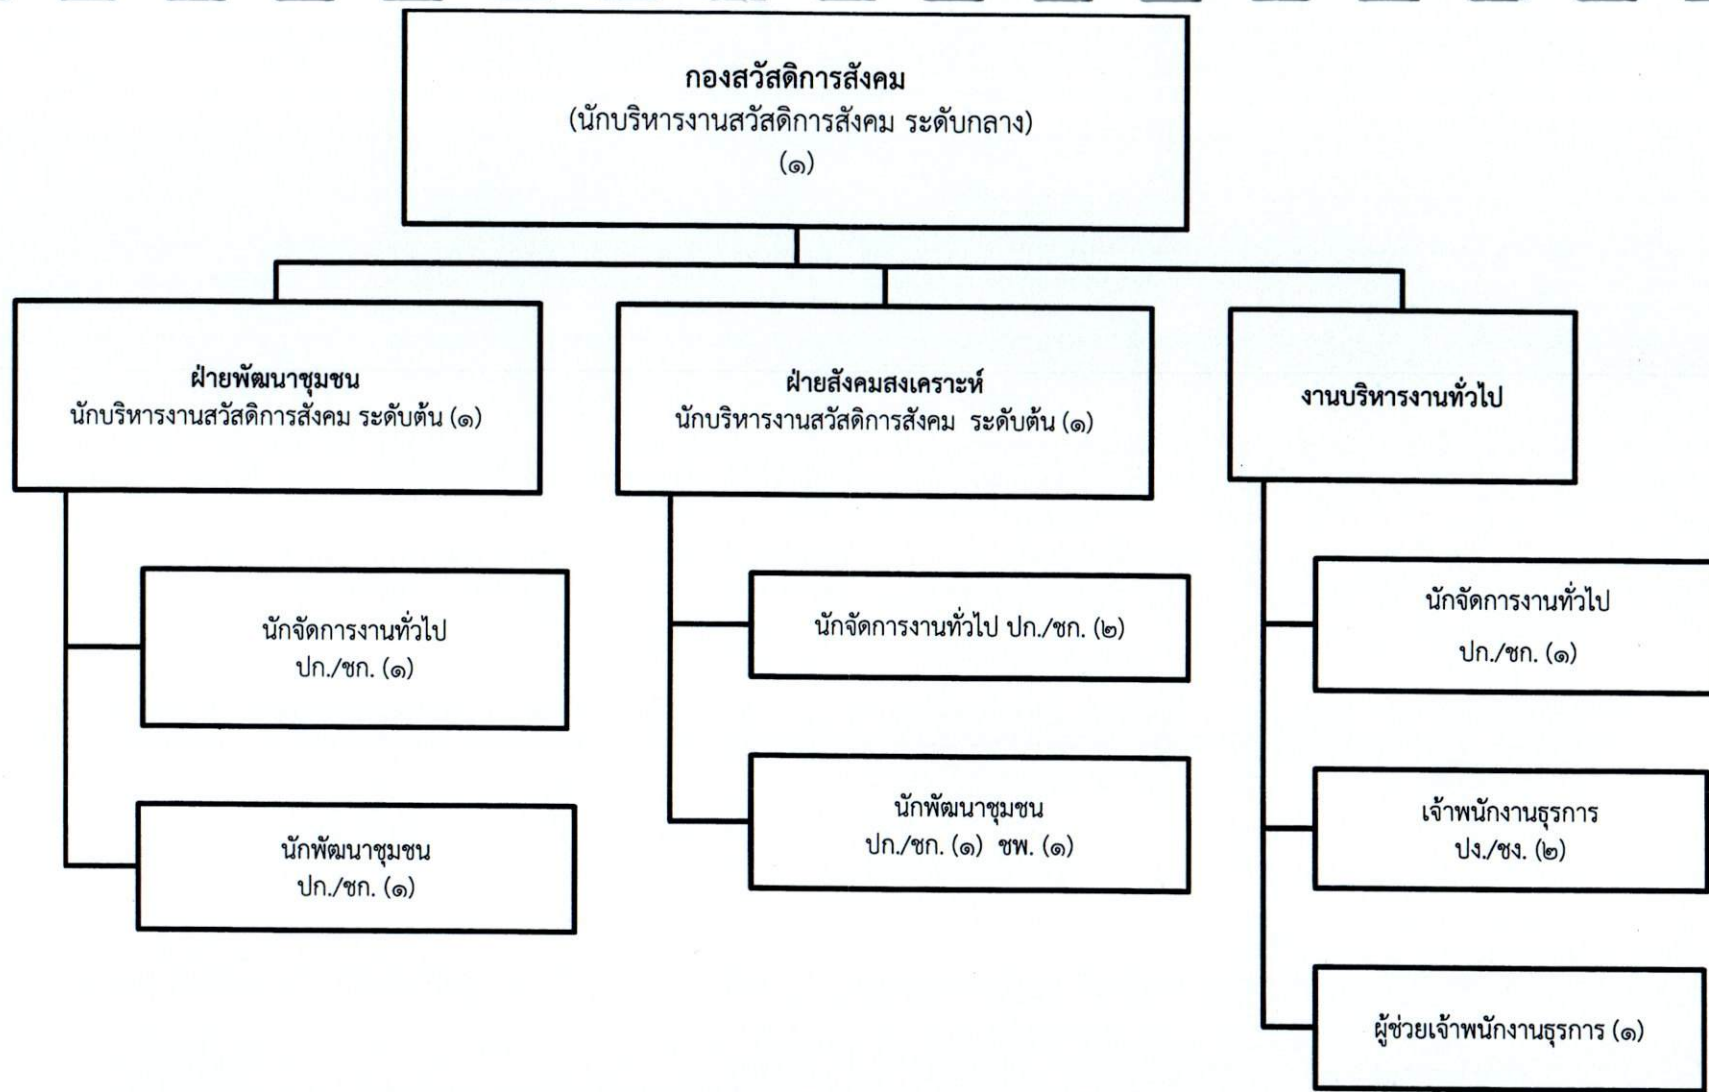 กองสวัสดิการสังคม
(นักบริหารงานสวัสดิการสังคม ระดับกลาง)
(๑)
ฝ่ายพัฒนาชุมชน
นักบริหารงานสวัสดิการสังคม ระดับต้น (๑)
นักจัดการงานทั่วไป
ปก./ชก. (๑)
นักพัฒนาชุมชน
ปก./ชก. (๑)
ฝ่ายสังคมสงเคราะห์
นักบริหารงานสวัสดิการสังคม ระดับต้น (๑)
นักจัดการงานทั่วไป ปก./ชก. (๒)
นักพัฒนาชุมชน
ปก./ชก. (๑) ชพ. (๑)
งานบริหารงานทั่วไป
นักจัดการงานทั่วไป
ปก./ชก. (๑)
เจ้าพนักงานธุรการ
ปง./ชง. (๒)
ผู้ช่วยเจ้าพนักงานธุรการ (๑)